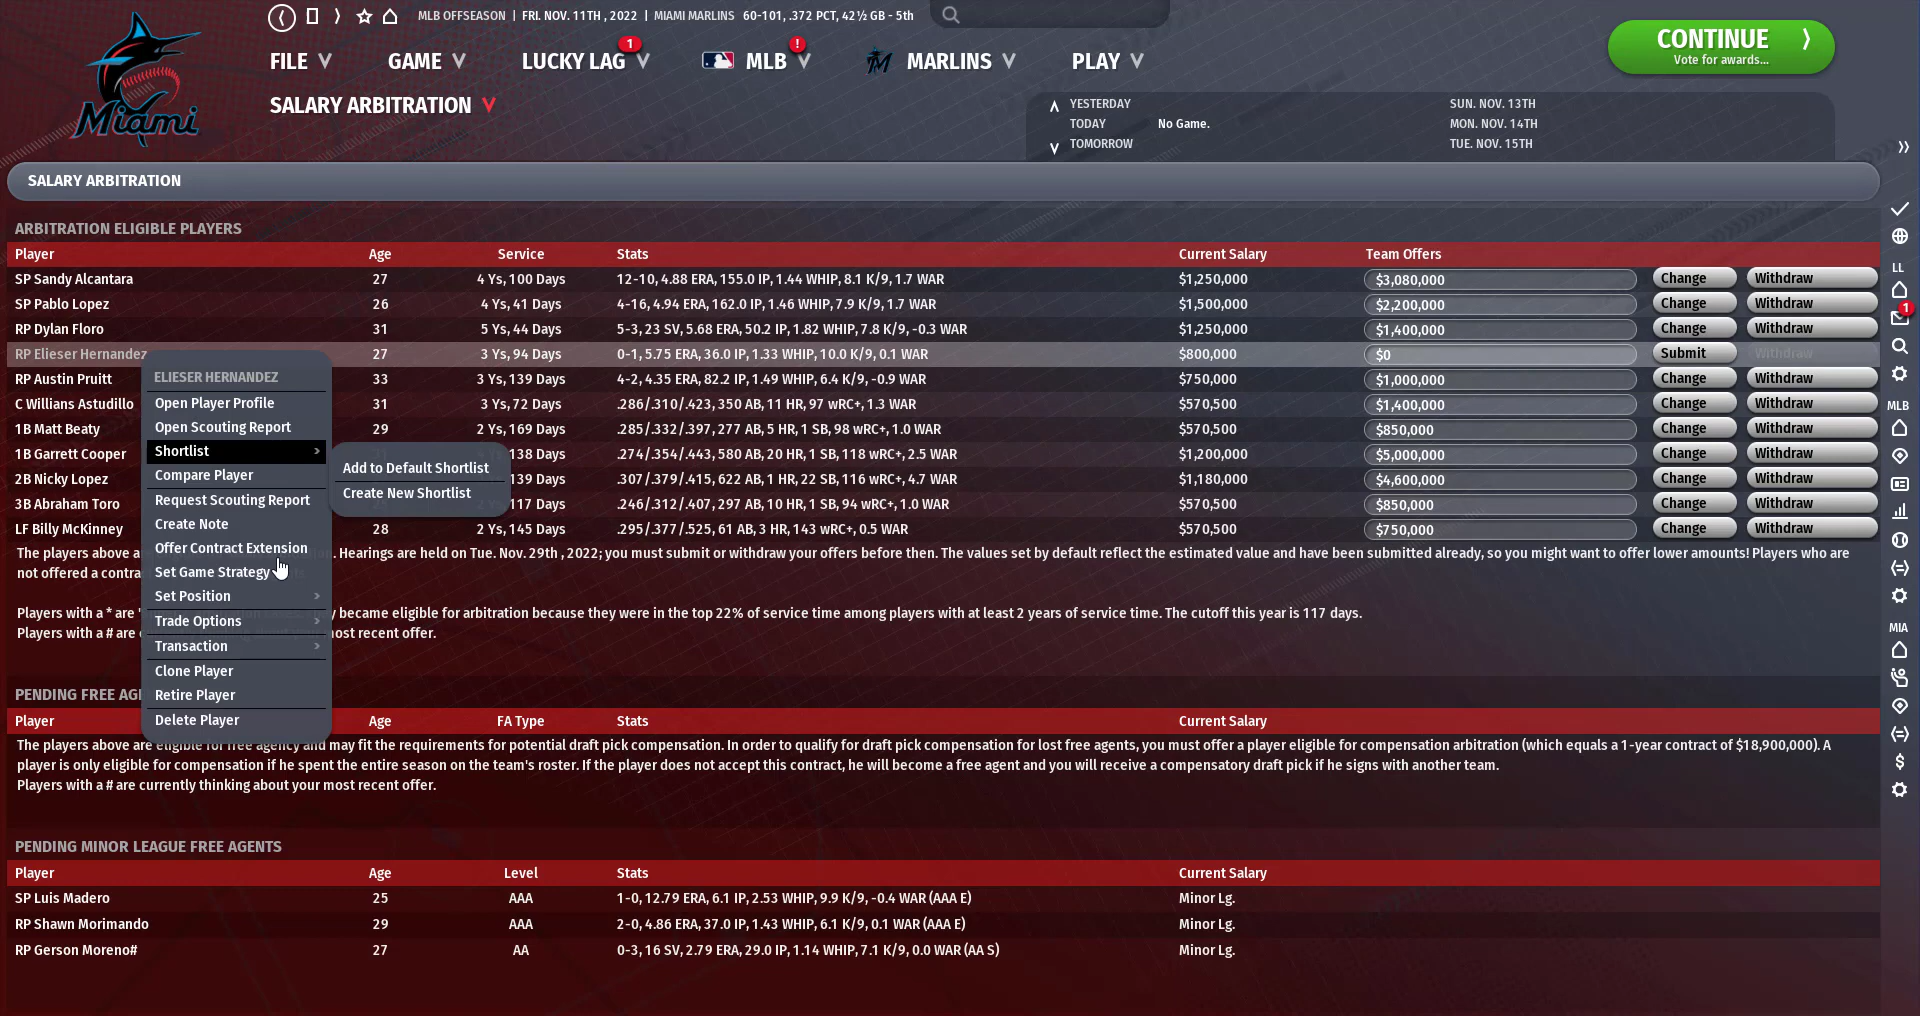 MLB OFFSEASON | FRI. NOV. 11TH , 2022 | MIAMI MARLINS 60-101, .372 PCT, 42½ GB - 5th
FILE GAME LUCKY LAG 1 MLB ! MARLINS PLAY
CONTINUE
Vote for awards...
Miami
SALARY ARBITRATION
YESTERDAY SUN. NOV. 13TH
TODAY No Game. MON. NOV. 14TH
TOMORROW TUE. NOV. 15TH
SALARY ARBITRATION
ARBITRATION ELIGIBLE PLAYERS
Player Age Service Stats Current Salary Team Offers
SP Sandy Alcantara 27 4 Ys, 100 Days 12-10, 4.88 ERA, 155.0 IP, 1.44 WHIP, 8.1 K/9, 1.7 WAR $1,250,000 $3,080,000 Change Withdraw
SP Pablo Lopez 26 4 Ys, 41 Days 4-16, 4.94 ERA, 162.0 IP, 1.46 WHIP, 7.9 K/9, 1.7 WAR $1,500,000 $2,200,000 Change Withdraw
RP Dylan Floro 31 5 Ys, 44 Days 5-3, 23 SV, 5.68 ERA, 50.2 IP, 1.82 WHIP, 7.8 K/9, -0.3 WAR $1,250,000 $1,400,000 Change Withdraw
RP Elieser Hernandez 27 3 Ys, 94 Days 0-1, 5.75 ERA, 36.0 IP, 1.33 WHIP, 10.0 K/9, 0.1 WAR $800,000 $0 Submit Withdraw
RP Austin Pruitt 33 3 Ys, 139 Days 4-2, 4.35 ERA, 82.2 IP, 1.49 WHIP, 6.4 K/9, -0.9 WAR $750,000 $1,000,000 Change Withdraw
C Willians Astudillo 31 3 Ys, 72 Days .286/.310/.423, 350 AB, 11 HR, 97 wRC+, 1.3 WAR $570,500 $1,400,000 Change Withdraw
1B Matt Beaty 29 2 Ys, 169 Days .285/.332/.397, 277 AB, 5 HR, 1 SB, 98 wRC+, 1.0 WAR $570,500 $850,000 Change Withdraw
1B Garrett Cooper 138 Days .274/.354/.443, 580 AB, 20 HR, 1 SB, 118 wRC+, 2.5 WAR $1,200,000 $5,000,000 Change Withdraw
2B Nicky Lopez 139 Days .307/.379/.415, 622 AB, 1 HR, 22 SB, 116 wRC+, 4.7 WAR $1,180,000 $4,600,000 Change Withdraw
3B Abraham Toro 117 Days .246/.312/.407, 297 AB, 10 HR, 1 SB, 94 wRC+, 1.0 WAR $570,500 $850,000 Change Withdraw
LF Billy McKinney 28 2 Ys, 145 Days .295/.377/.525, 61 AB, 3 HR, 143 wRC+, 0.5 WAR $570,500 $750,000 Change Withdraw
The players above . Hearings are held on Tue. Nov. 29th , 2022; you must submit or withdraw your offers before then. The values set by default reflect the estimated value and have been submitted already, so you might want to offer lower amounts! Players who are
not offered a
Players with a * are became eligible for arbitration because they were in the top 22% of service time among players with at least 2 years of service time. The cutoff this year is 117 days.
Players with a # are most recent offer.
ELIESER HERNANDEZ
Open Player Profile
Open Scouting Report
Shortlist >
Compare Player
Request Scouting Report
Create Note
Offer Contract Extension
Set Game Strategy
Set Position >
Trade Options >
Transaction >
Clone Player
Retire Player
Delete Player
Add to Default Shortlist
Create New Shortlist
PENDING FREE
Player Age FA Type Stats Current Salary
The players above are eligible for free agency and may fit the requirements for potential draft pick compensation. In order to qualify for draft pick compensation for lost free agents, you must offer a player eligible for compensation arbitration (which equals a 1-year contract of $18,900,000). A
player is only eligible for compensation if he spent the entire season on the team's roster. If the player does not accept this contract, he will become a free agent and you will receive a compensatory draft pick if he signs with another team.
Players with a # are currently thinking about your most recent offer.
PENDING MINOR LEAGUE FREE AGENTS
Player Age Level Stats Current Salary
SP Luis Madero 25 AAA 1-0, 12.79 ERA, 6.1 IP, 2.53 WHIP, 9.9 K/9, -0.4 WAR (AAA E) Minor Lg.
RP Shawn Morimando 29 AAA 2-0, 4.86 ERA, 37.0 IP, 1.43 WHIP, 6.1 K/9, 0.1 WAR (AAA E) Minor Lg.
RP Gerson Moreno# 27 AA 0-3, 16 SV, 2.79 ERA, 29.0 IP, 1.14 WHIP, 7.1 K/9, 0.0 WAR (AA S) Minor Lg.
LL
1
MLB
MIA
$